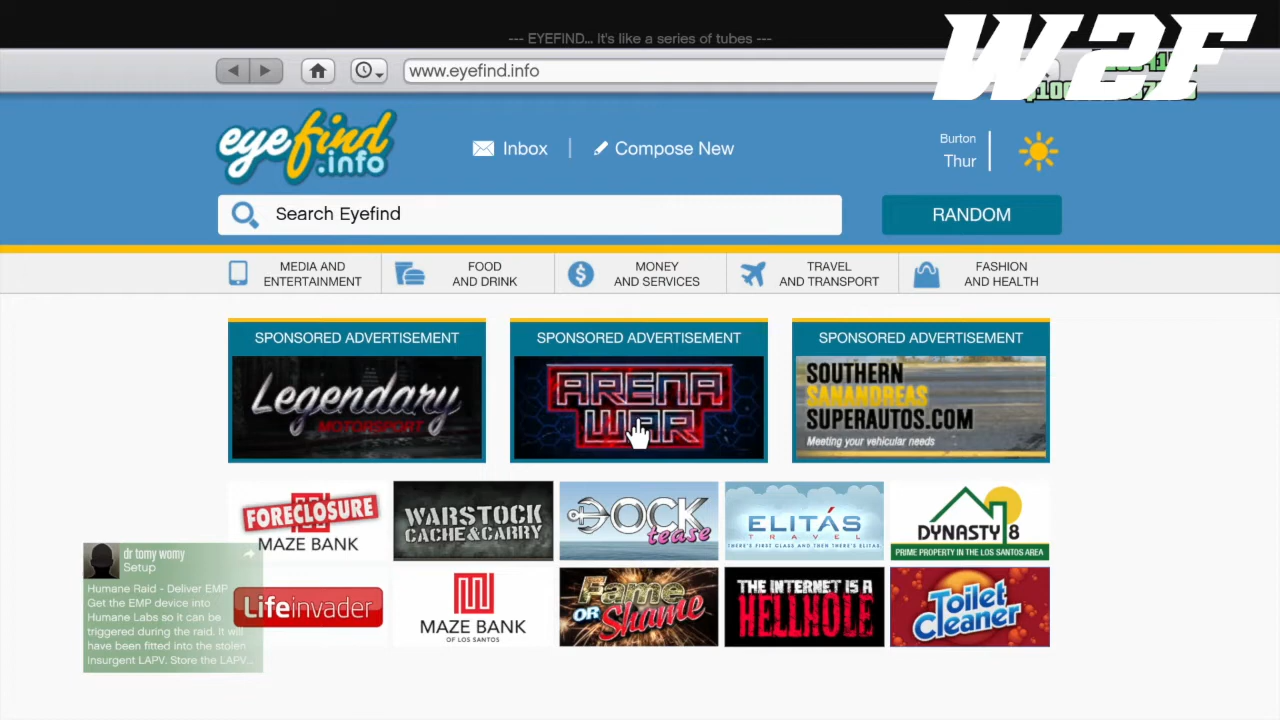 --- EYEFIND... It's like a series of tubes ---
W2F
www.eyefind.info
eyefind
.info
Inbox
Compose New
Burton
Thur
Search Eyefind
RANDOM
MEDIA AND
ENTERTAINMENT
FOOD
AND DRINK
MONEY
AND SERVICES
TRAVEL
AND TRANSPORT
FASHION
AND HEALTH
SPONSORED ADVERTISEMENT
Legendary
MOTORSPORT
SPONSORED ADVERTISEMENT
ARENA
WAR
SPONSORED ADVERTISEMENT
SOUTHERN
SANANDREAS
SUPERAUTOS.COM
Meeting your vehicular needs
FORECLOSURE
MAZE BANK
WARSTOCK
CACHE&CARRY
DOCK
tease
ELITÁS
TRAVEL
THERE'S FIRST CLASS AND THEN THERE'S ELITAS.
DYNASTY 8
PRIME PROPERTY IN THE LOS SANTOS AREA
Lifeinvader
MAZE BANK
OF LOS SANTOS
Fame
OR Shame
THE INTERNET IS A
HELLHOLE
Toilet
Cleaner
dr tomy womy
Setup
Humane Raid - Deliver EMP
Get the EMP device into
Humane Labs so it can be
triggered during the raid. It will
have been fitted into the stolen
Insurgent LAPV. Store the LAPV...